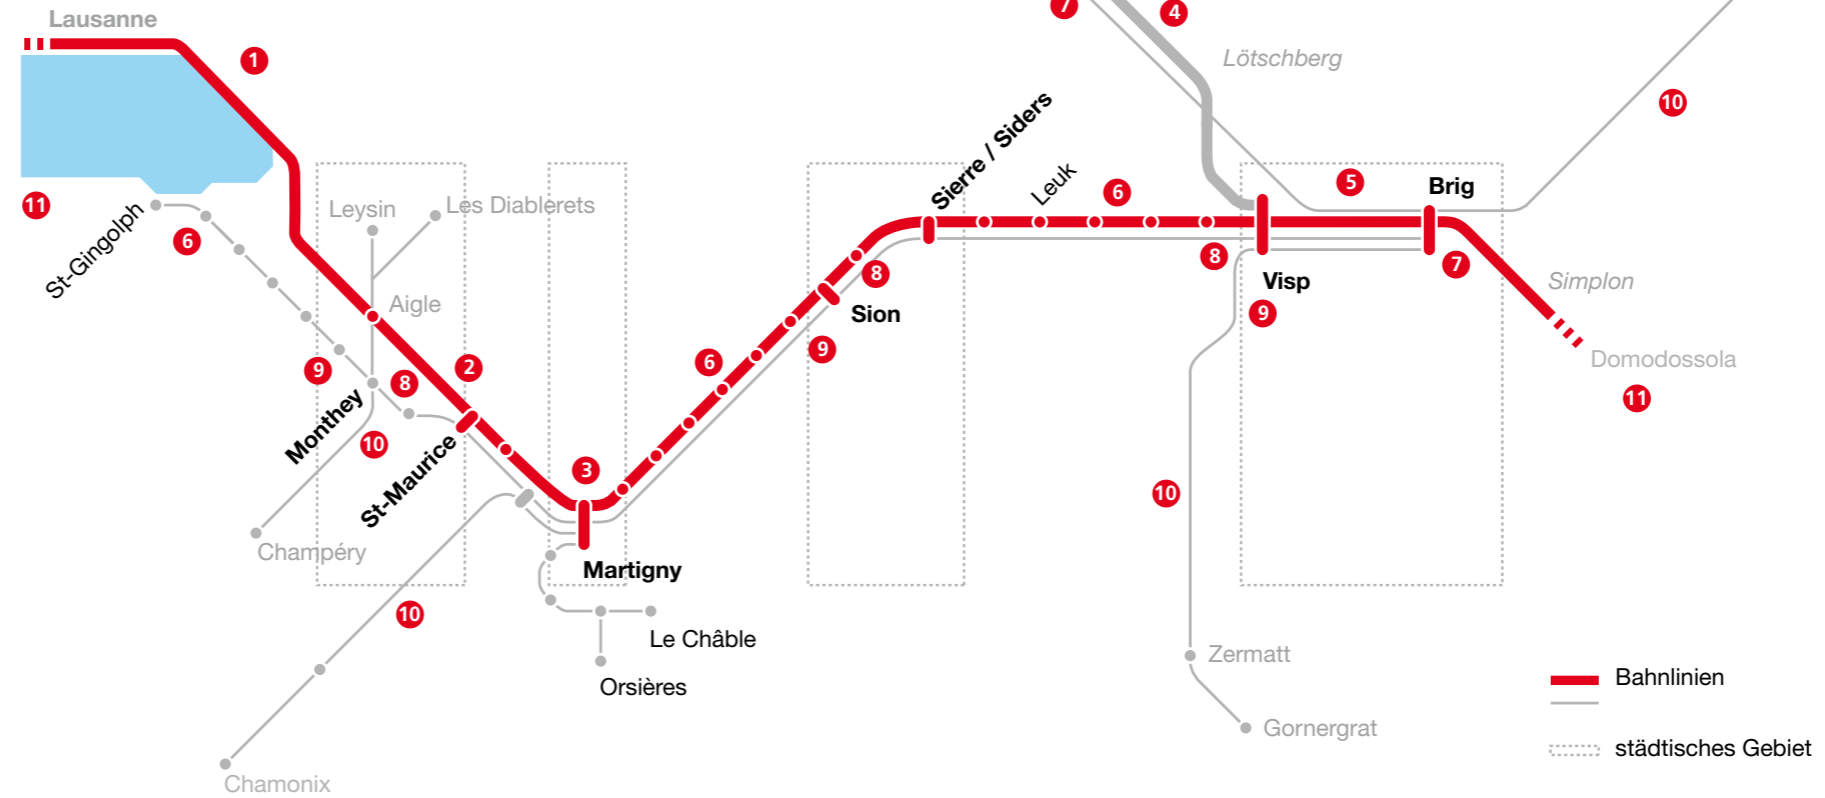 Lausanne
7
4
1
Lötschberg
10
Sierre / Siders
Leuk
6
5
Brig
11
St-Gingolph
6
Leysin
Les Diablerets
8
8
7
Visp
Simplon
Aigle
Sion
9
9
Domodossola
2
6
9
8
11
Monthey
10
St-Maurice
3
10
Champéry
Martigny
10
Le Châble
Zermatt
Orsières
Bahnlinien
Gornergrat
städtisches Gebiet
Chamonix